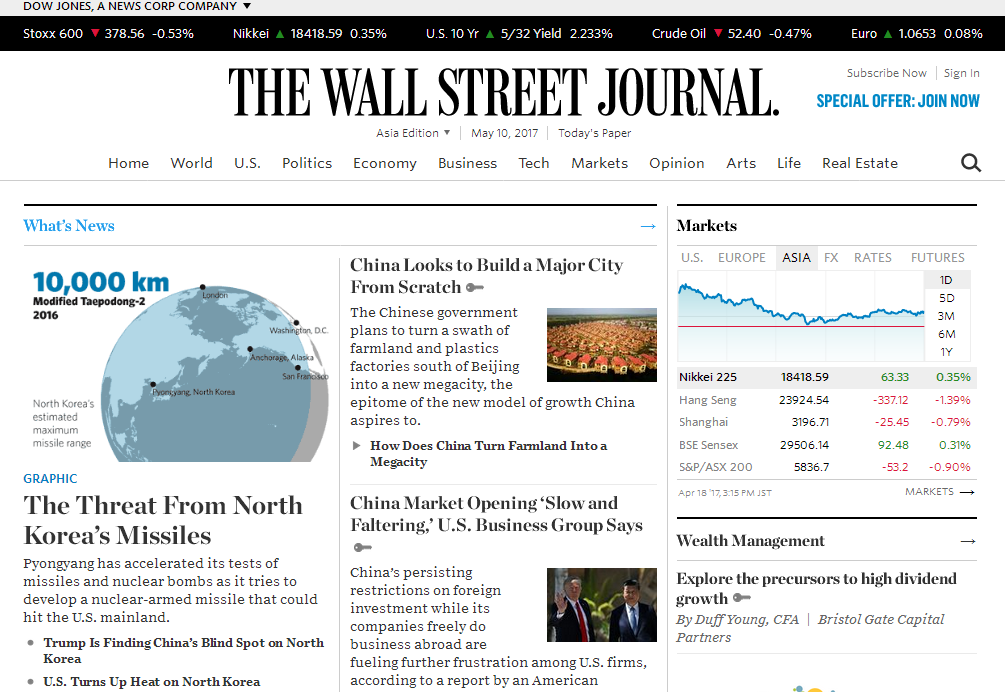 DOW JONES, A NEWS CORP COMPANY ▼
Stoxx 600 ▼ 378.56 -0.53% Nikkei ▲ 18418.59 0.35% U.S. 10 Yr ▲ 5/32 Yield 2.233% Crude Oil ▼ 52.40 -0.47% Euro ▲ 1.0653 0.08%
THE WALL STREET JOURNAL.
Subscribe Now | Sign In
SPECIAL OFFER: JOIN NOW
Asia Edition ▼ | May 10, 2017 | Today's Paper
Home World U.S. Politics Economy Business Tech Markets Opinion Arts Life Real Estate
What's News →
10,000 km
Modified Taepodong-2
2016
London
Washington, D.C.
Anchorage, Alaska
San Francisco
Pyongyang, North Korea
North Korea's
estimated
maximum
missile range
GRAPHIC
The Threat From North
Korea's Missiles
Pyongyang has accelerated its tests of
missiles and nuclear bombs as it tries to
develop a nuclear-armed missile that could
hit the U.S. mainland.
Trump Is Finding China's Blind Spot on North
Korea
U.S. Turns Up Heat on North Korea
China Looks to Build a Major City
From Scratch
The Chinese government
plans to turn a swath of
farmland and plastics
factories south of Beijing
into a new megacity, the
epitome of the new model of growth China
aspires to.
How Does China Turn Farmland Into a
Megacity
China Market Opening 'Slow and
Faltering,' U.S. Business Group Says
China's persisting
restrictions on foreign
investment while its
companies freely do
business abroad are
fueling further frustration among U.S. firms,
according to a report by an American
Markets
U.S. EUROPE ASIA FX RATES FUTURES
1D
5D
3M
6M
1Y
Nikkei 225 18418.59 63.33 0.35%
Hang Seng 23924.54 -337.12 -1.39%
Shanghai 3196.71 -25.45 -0.79%
BSE Sensex 29506.14 92.48 0.31%
S&P/ASX 200 5836.7 -53.2 -0.90%
Apr 18 '17, 3:15 PM JST MARKETS →
Wealth Management →
Explore the precursors to high dividend
growth
By Duff Young, CFA | Bristol Gate Capital
Partners